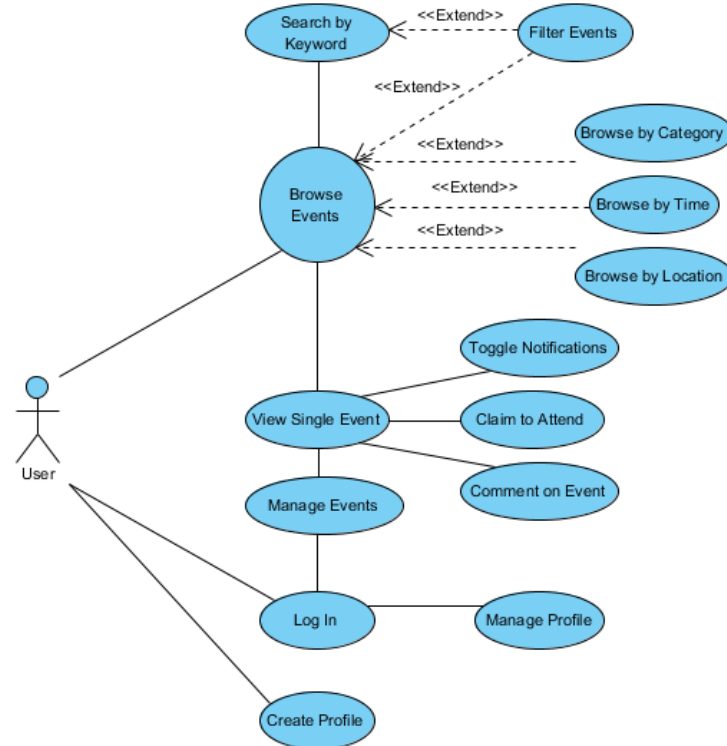 Search by
Keyword
<<Extend>>
Filter Events
<<Extend>>
Browse by Category
<<Extend>>
Browse
Events
<<Extend>>
Browse by Time
<<Extend>>
Browse by Location
Toggle Notifications
View Single Event
Claim to Attend
User
Comment on Event
Manage Events
Log In
Manage Profile
Create Profile